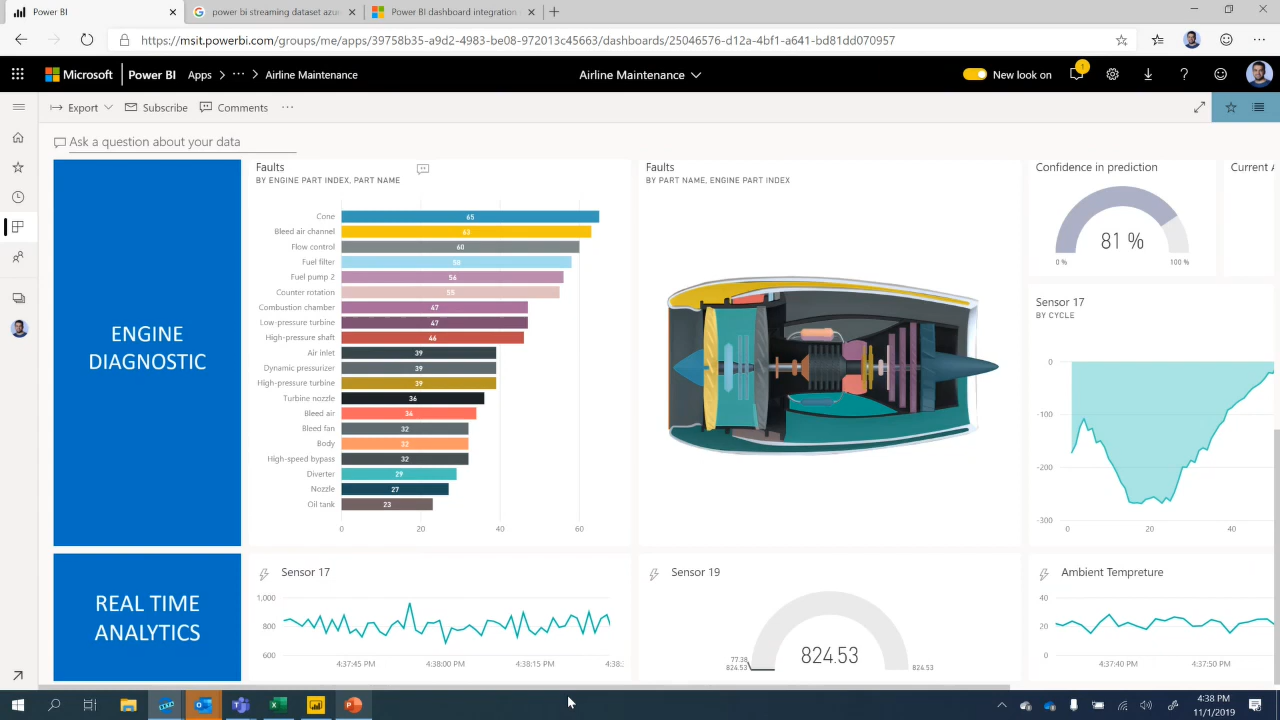 Power BI
power bi streaming dataset azur
Power BI dashboard integration
https://msit.powerbi.com/groups/me/apps/39758b35-a9d2-4983-be08-972013c45663/dashboards/25046576-d12a-4bf1-a641-bd81dd070957
Microsoft Power BI Apps > ··· > Airline Maintenance
Airline Maintenance
New look on
1
Export
Subscribe
Comments
Ask a question about your data
ENGINE
DIAGNOSTIC
Faults
BY ENGINE PART INDEX, PART NAME
Cone 65
Bleed air channel 63
Flow control 60
Fuel filter 58
Fuel pump 2 56
Counter rotation 55
Combustion chamber 47
Low-pressure turbine 47
High-pressure shaft 46
Air inlet 39
Dynamic pressurizer 39
High-pressure turbine 39
Turbine nozzle 36
Bleed air 34
Bleed fan 32
Body 32
High-speed bypass 32
Diverter 29
Nozzle 27
Oil tank 23
0 20 40 60
Faults
BY PART NAME, ENGINE PART INDEX
Confidence in prediction
81 %
0 % 100 %
Current A
Sensor 17
BY CYCLE
0
-100
-200
-300
0 20 40
REAL TIME
ANALYTICS
Sensor 17
1,000
800
600
4:37:45 PM 4:38:00 PM 4:38:15 PM 4:38:
Sensor 19
824.53
77.38
824.53
824.53
Ambient Tempreture
40
20
0
4:37:40 PM 4:37:50 PM
4:38 PM
11/1/2019